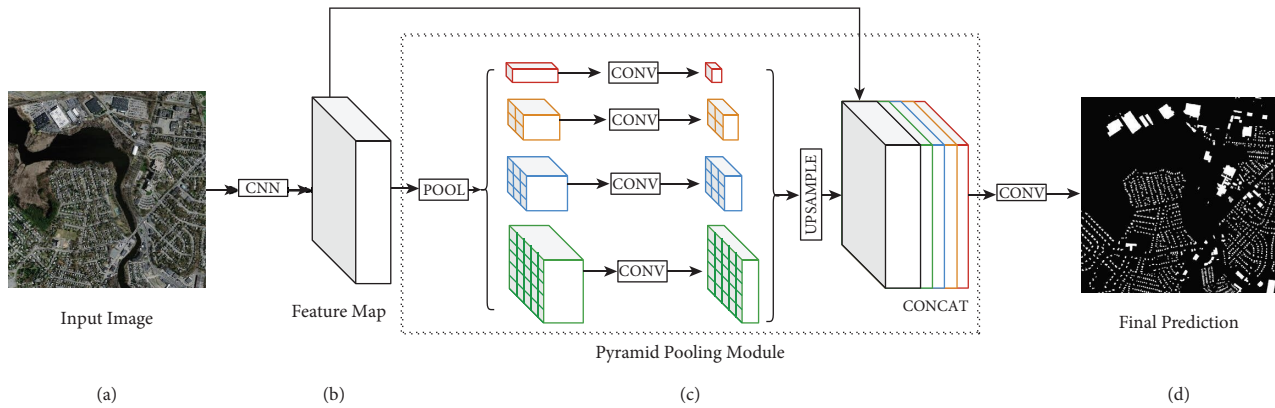 CONV
CONV
CNN
POOL
CONV
UPSAMPLE
CONV
CONV
Input Image
Feature Map
CONCAT
Final Prediction
Pyramid Pooling Module
(a)
(b)
(c)
(d)